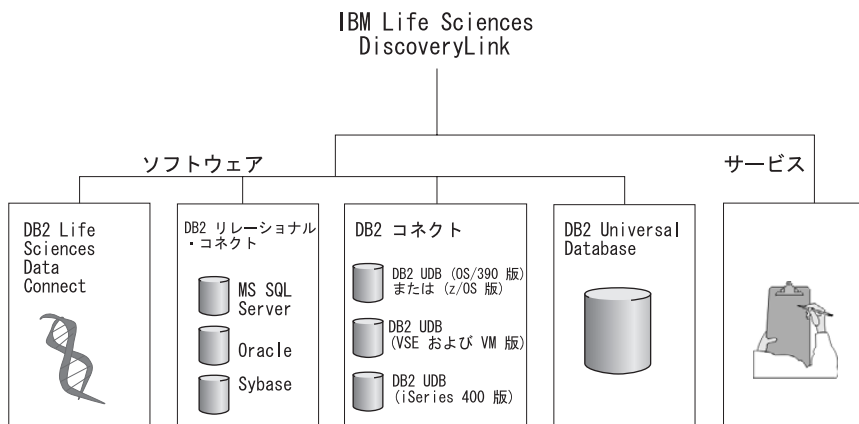 IBM Life Sciences
DiscoveryLink
ソフトウェア
サービス
DB2 Life
Sciences
Data
Connect
DB2 リレーショナル
・コネクト
MS SQL
Server
Oracle
Sybase
DB2 コネクト
DB2 UDB (OS/390 版)
または (z/OS 版)
DB2 UDB
(VSE および VM 版)
DB2 UDB
(iSeries 400 版)
DB2 Universal
Database